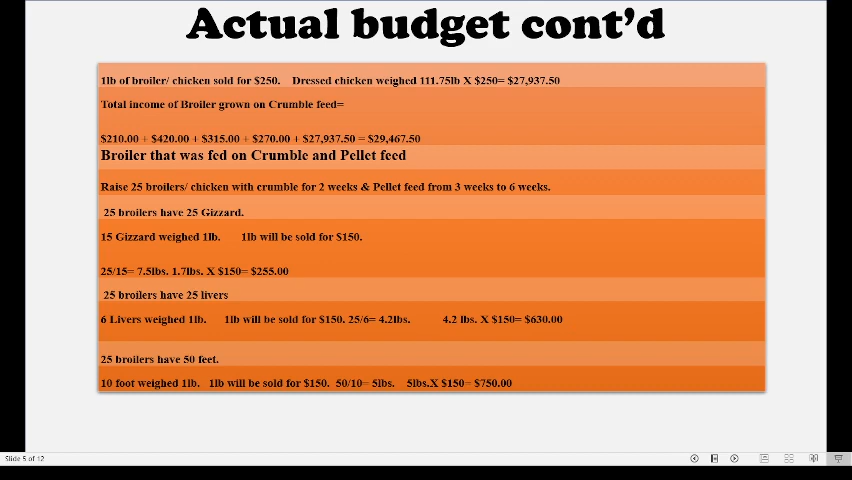 Actual budget cont’d
1lb of broiler/ chicken sold for $250. Dressed chicken weighed 111.75lb X $250= $27,937.50
Total income of Broiler grown on Crumble feed=
$210.00 + $420.00 + $315.00 + $270.00 + $27,937.50 = $29,467.50
Broiler that was fed on Crumble and Pellet feed
Raise 25 broilers/ chicken with crumble for 2 weeks & Pellet feed from 3 weeks to 6 weeks.
25 broilers have 25 Gizzard.
15 Gizzard weighed 1lb. 1lb will be sold for $150.
25/15= 7.5lbs. 1.7lbs. X $150= $255.00
25 broilers have 25 livers
6 Livers weighed 1lb. 1lb will be sold for $150. 25/6= 4.2lbs. 4.2 lbs. X $150= $630.00
25 broilers have 50 feet.
10 foot weighed 1lb. 1lb will be sold for $150. 50/10= 5lbs. 5lbs.X $150= $750.00
Slide 5 of 12